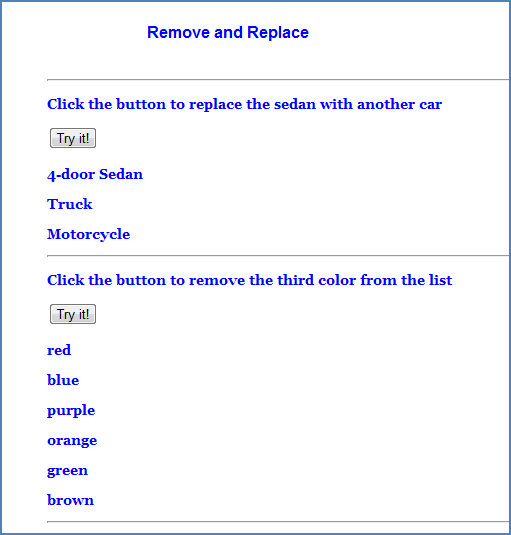 Remove and Replace
Click the button to replace the sedan with another car
Try it!
4-door Sedan
Truck
Motorcycle
Click the button to remove the third color from the list
Try it!
red
blue
purple
orange
green
brown